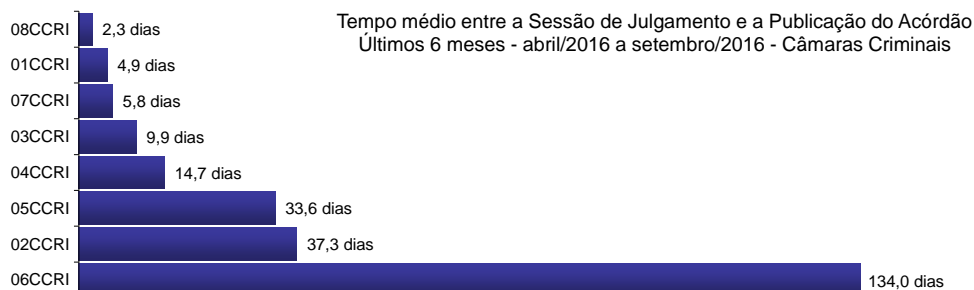 Tempo médio entre a Sessão de Julgamento e a Publicação do Acórdão
Últimos 6 meses - abril/2016 a setembro/2016 - Câmaras Criminais
08CCRI 2,3 dias
01CCRI 4,9 dias
07CCRI 5,8 dias
03CCRI 9,9 dias
04CCRI 14,7 dias
05CCRI 33,6 dias
02CCRI 37,3 dias
06CCRI 134,0 dias